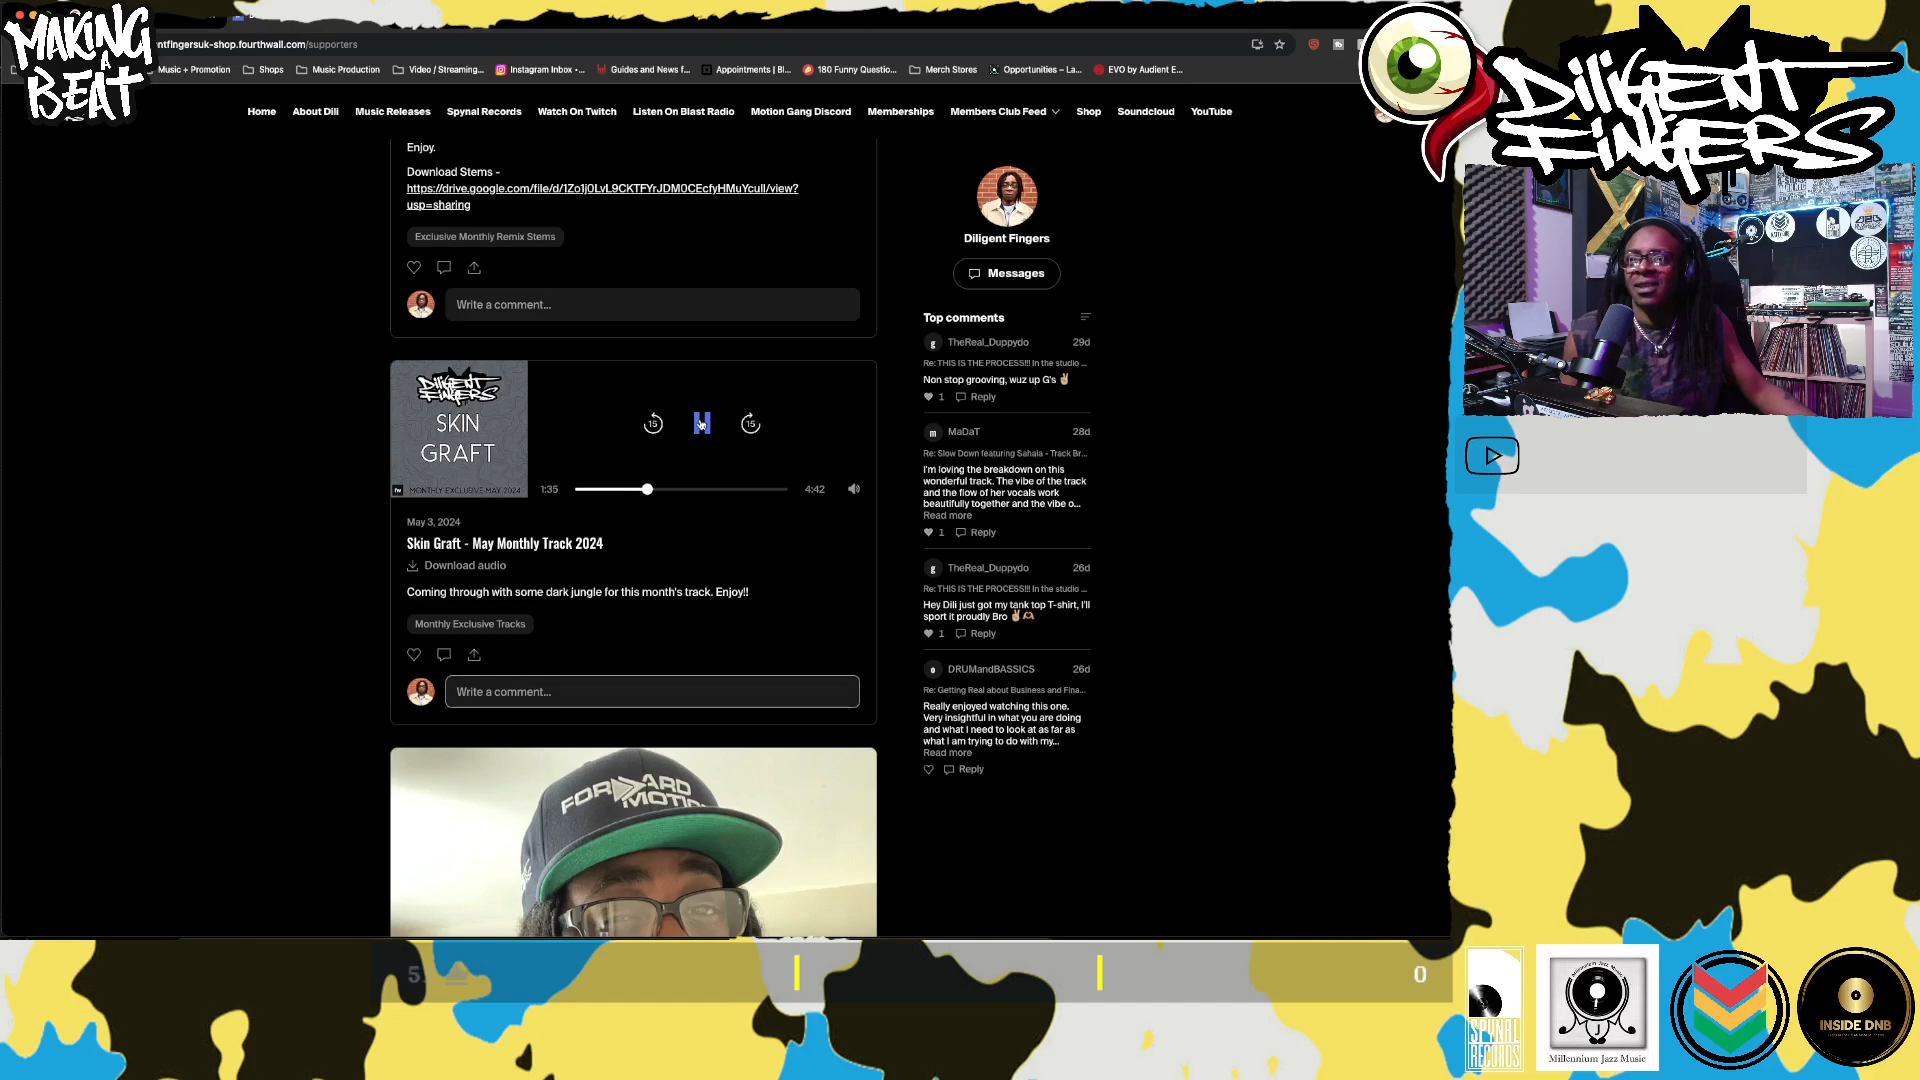 MAKING
A
BEAT
entfingersuk-shop.fourthwall.com/supporters
Music + Promotion
Shops
Music Production
Video / Streaming...
Instagram Inbox •...
Guides and News f...
Appointments | Bl...
180 Funny Questio...
Merch Stores
Opportunities – La...
EVO by Audient E...
Home
About Dili
Music Releases
Spynal Records
Watch On Twitch
Listen On Blast Radio
Motion Gang Discord
Memberships
Members Club Feed
Shop
Soundcloud
YouTube
DILIGENT
FINGERS
Enjoy.
Download Stems -
https://drive.google.com/file/d/1Zo1j0LvL9CKTFYrJDM0CEcfyHMuYcull/view?
usp=sharing
Exclusive Monthly Remix Stems
Write a comment...
DILIGENT
FINGERS
SKIN
GRAFT
MONTHLY EXCLUSIVE MAY 2024
15
15
1:35
4:42
May 3, 2024
Skin Graft - May Monthly Track 2024
Download audio
Coming through with some dark jungle for this month's track. Enjoy!!
Monthly Exclusive Tracks
Write a comment...
FORWARD
MOTION
Diligent Fingers
Messages
Top comments
g TheReal_Duppydo 29d
Re: THIS IS THE PROCESS!!! In the studio ...
Non stop grooving, wuz up G's ✌🏽
1 Reply
m MaDaT 28d
Re: Slow Down featuring Sahala - Track Br...
I'm loving the breakdown on this
wonderful track. The vibe of the track
and the flow of her vocals work
beautifully together and the vibe o...
Read more
1 Reply
g TheReal_Duppydo 26d
Re: THIS IS THE PROCESS!!! In the studio ...
Hey Dili just got my tank top T-shirt, I'll
sport it proudly Bro ✌🏽🫶🏽
1 Reply
DRUMandBASSICS 26d
Re: Getting Real about Business and Fina...
Really enjoyed watching this one.
Very insightful in what you are doing
and what I need to look at as far as
what I am trying to do with my...
Read more
Reply
5
0
SPYNAL
RECORDS
Millennium Jazz Music
J
Millennium Jazz Music
INSIDE DNB